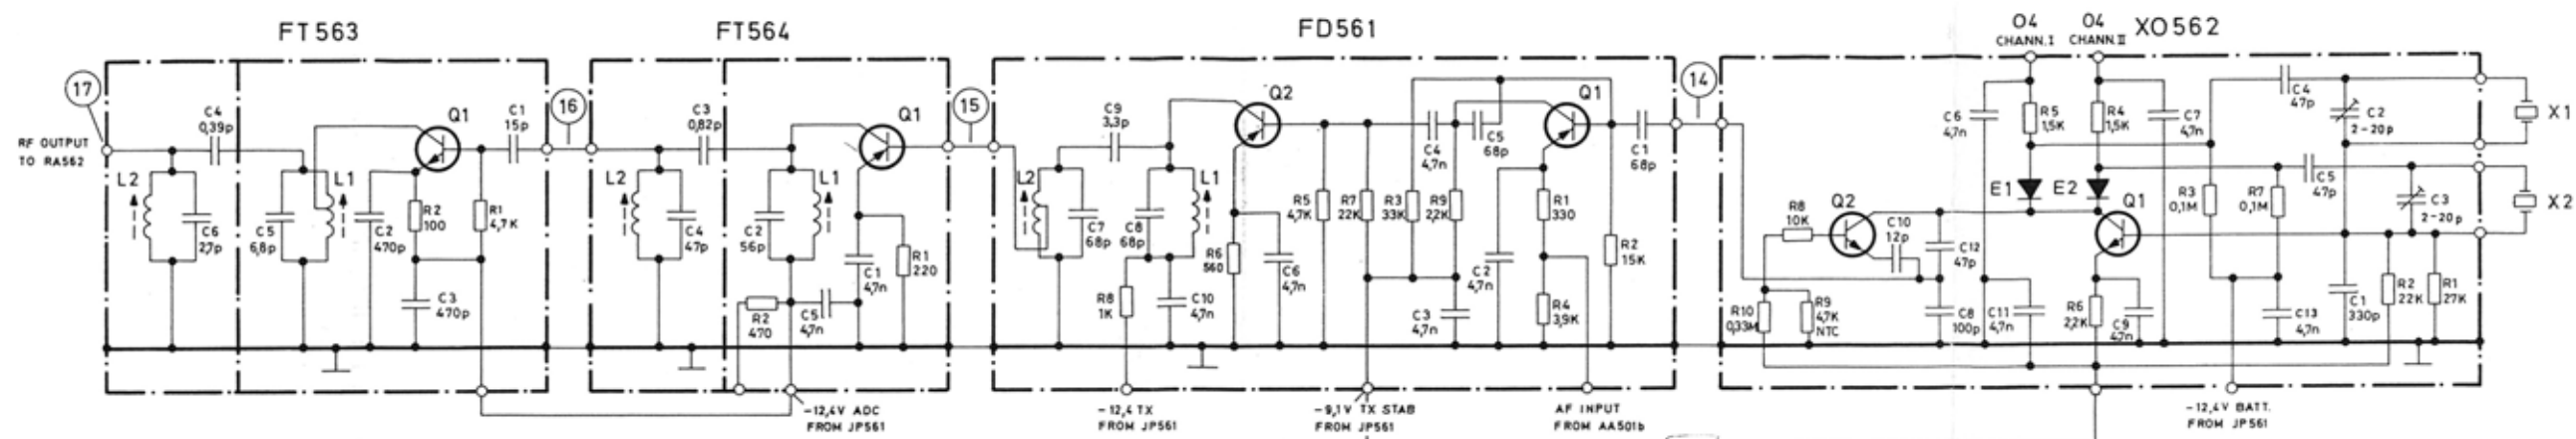 FT563
17
RF OUTPUT
TO RA562
C4
0,39p
Q1
C1
15p
16
L2
C6
2,7p
C5
6,8p
L1
C2
470p
R2
100
R1
4,7K
C3
470p
FT564
C3
0,82p
Q1
15
L2
C4
47p
C2
56p
L1
C1
4,7n
R1
220
R2
470
C5
4,7n
-12,4V ADC
FROM JP561
FD561
C9
3,3p
Q2
Q1
14
L2
C7
68p
C8
68p
L1
R8
1K
C10
4,7n
R6
560
C6
4,7n
R5
4,7K
R7
22K
R3
33K
C4
4,7n
R9
2,2K
C5
68p
C3
4,7n
C2
4,7n
R1
330
R4
3,9K
R2
15K
C1
68p
-12,4 TX
FROM JP561
-9,1V TX STAB
FROM JP561
AF INPUT
FROM AA501b
XO562
04
CHANN.I
04
CHANN.II
C6
4,7n
R5
1,5K
R4
1,5K
C7
4,7n
C4
47p
C2
2-20p
X1
E1
E2
C5
47p
C3
2-20p
X2
R8
10K
Q2
C10
12p
C12
47p
Q1
R3
0,1M
R7
0,1M
R10
0,33M
R9
4,7K
NTC
C8
100p
C11
4,7n
R6
2,2K
C9
47n
C13
4,7n
C1
330p
R2
22K
R1
27K
-12,4V BATT.
FROM JP561